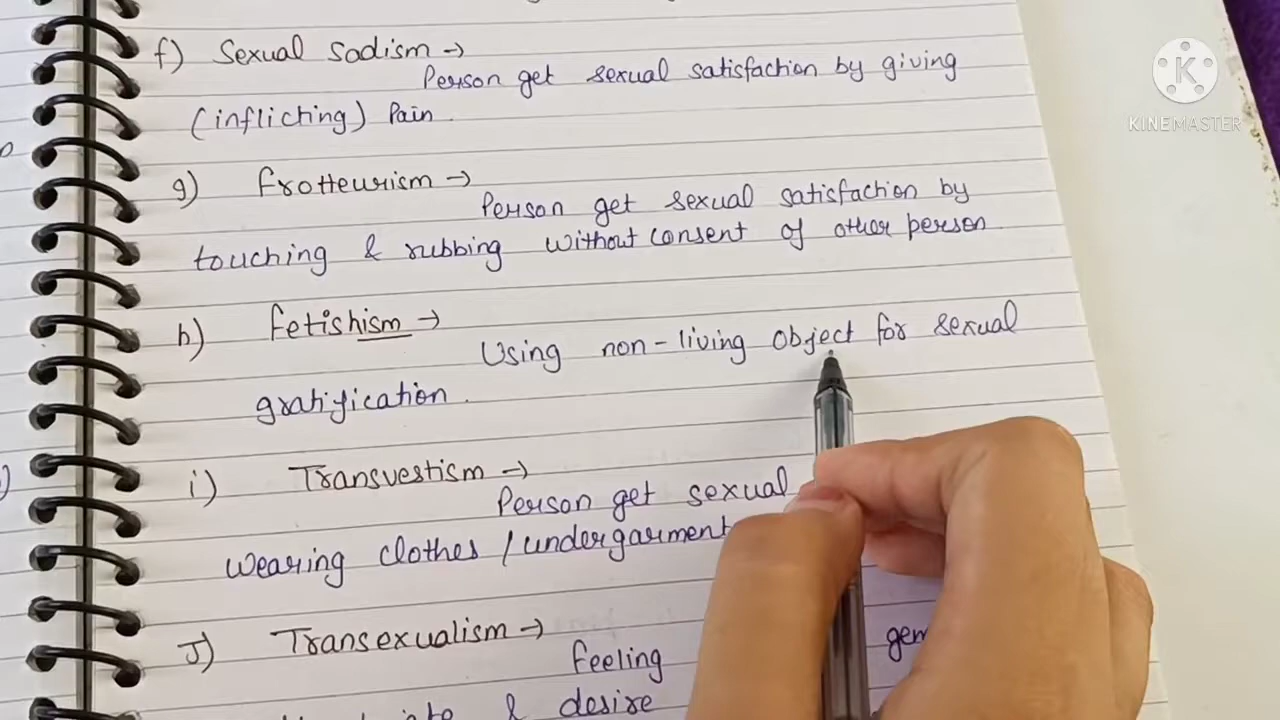 f) Sexual Sadism →
Person get sexual satisfaction by giving
(inflicting) Pain.
g) Frotteurism →
Person get sexual satisfaction by
touching & rubbing without consent of other person
h) Fetishism →
Using non-living object for sexual
gratification.
i) Transvestism →
Person get sexual
wearing clothes / undergarment
J) Transexualism →
Feeling
& desire
KINEMASTER